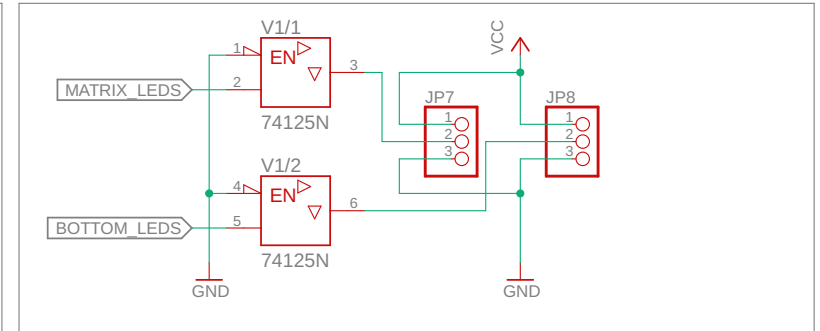 V1/1
VCC
1
EN
3
MATRIX_LEDS
2
JP7
JP8
74125N
1
2
3
1
2
3
V1/2
4
EN
6
BOTTOM_LEDS
5
74125N
GND
GND